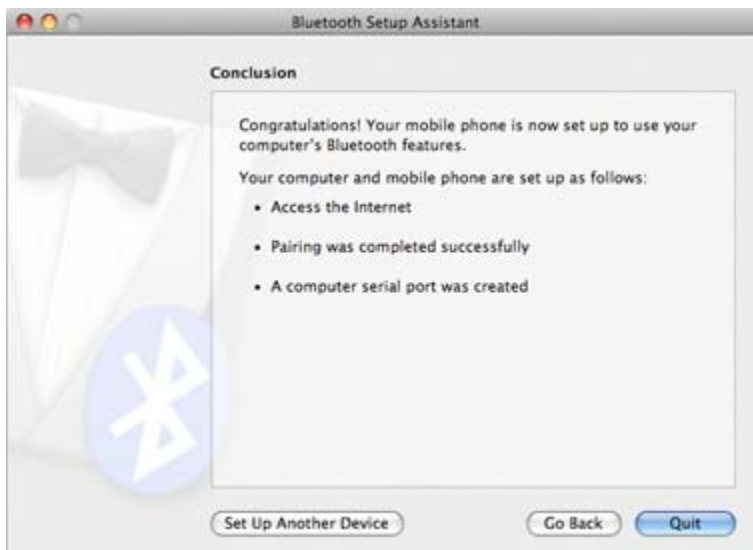 Bluetooth Setup Assistant
Conclusion
Congratulations! Your mobile phone is now set up to use your
computer's Bluetooth features.
Your computer and mobile phone are set up as follows:
• Access the Internet
• Pairing was completed successfully
• A computer serial port was created
Set Up Another Device Go Back Quit